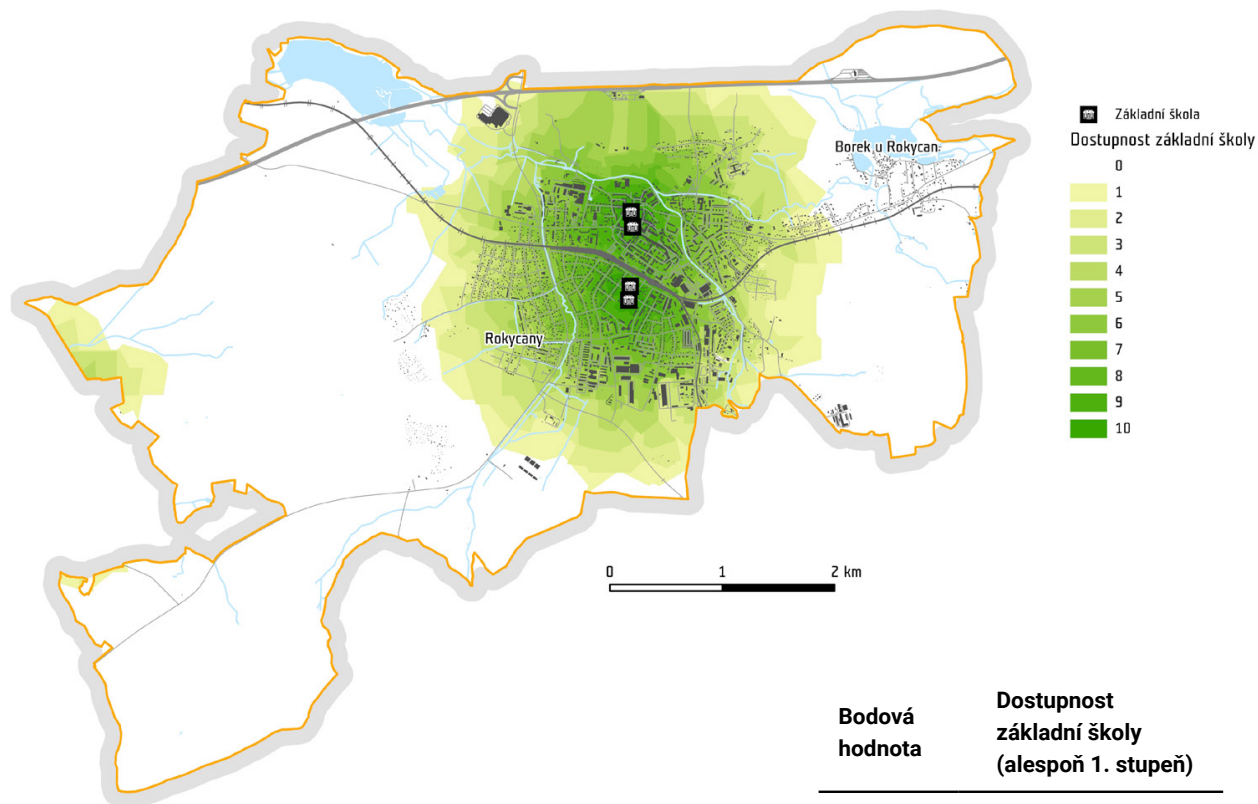 Základní škola
Dostupnost základní školy
0
1
2
3
4
5
6
7
8
9
10
Borek u Rokycan
Rokycany
0 1 2 km
Bodová
hodnota
Dostupnost
základní školy
(alespoň 1. stupeň)